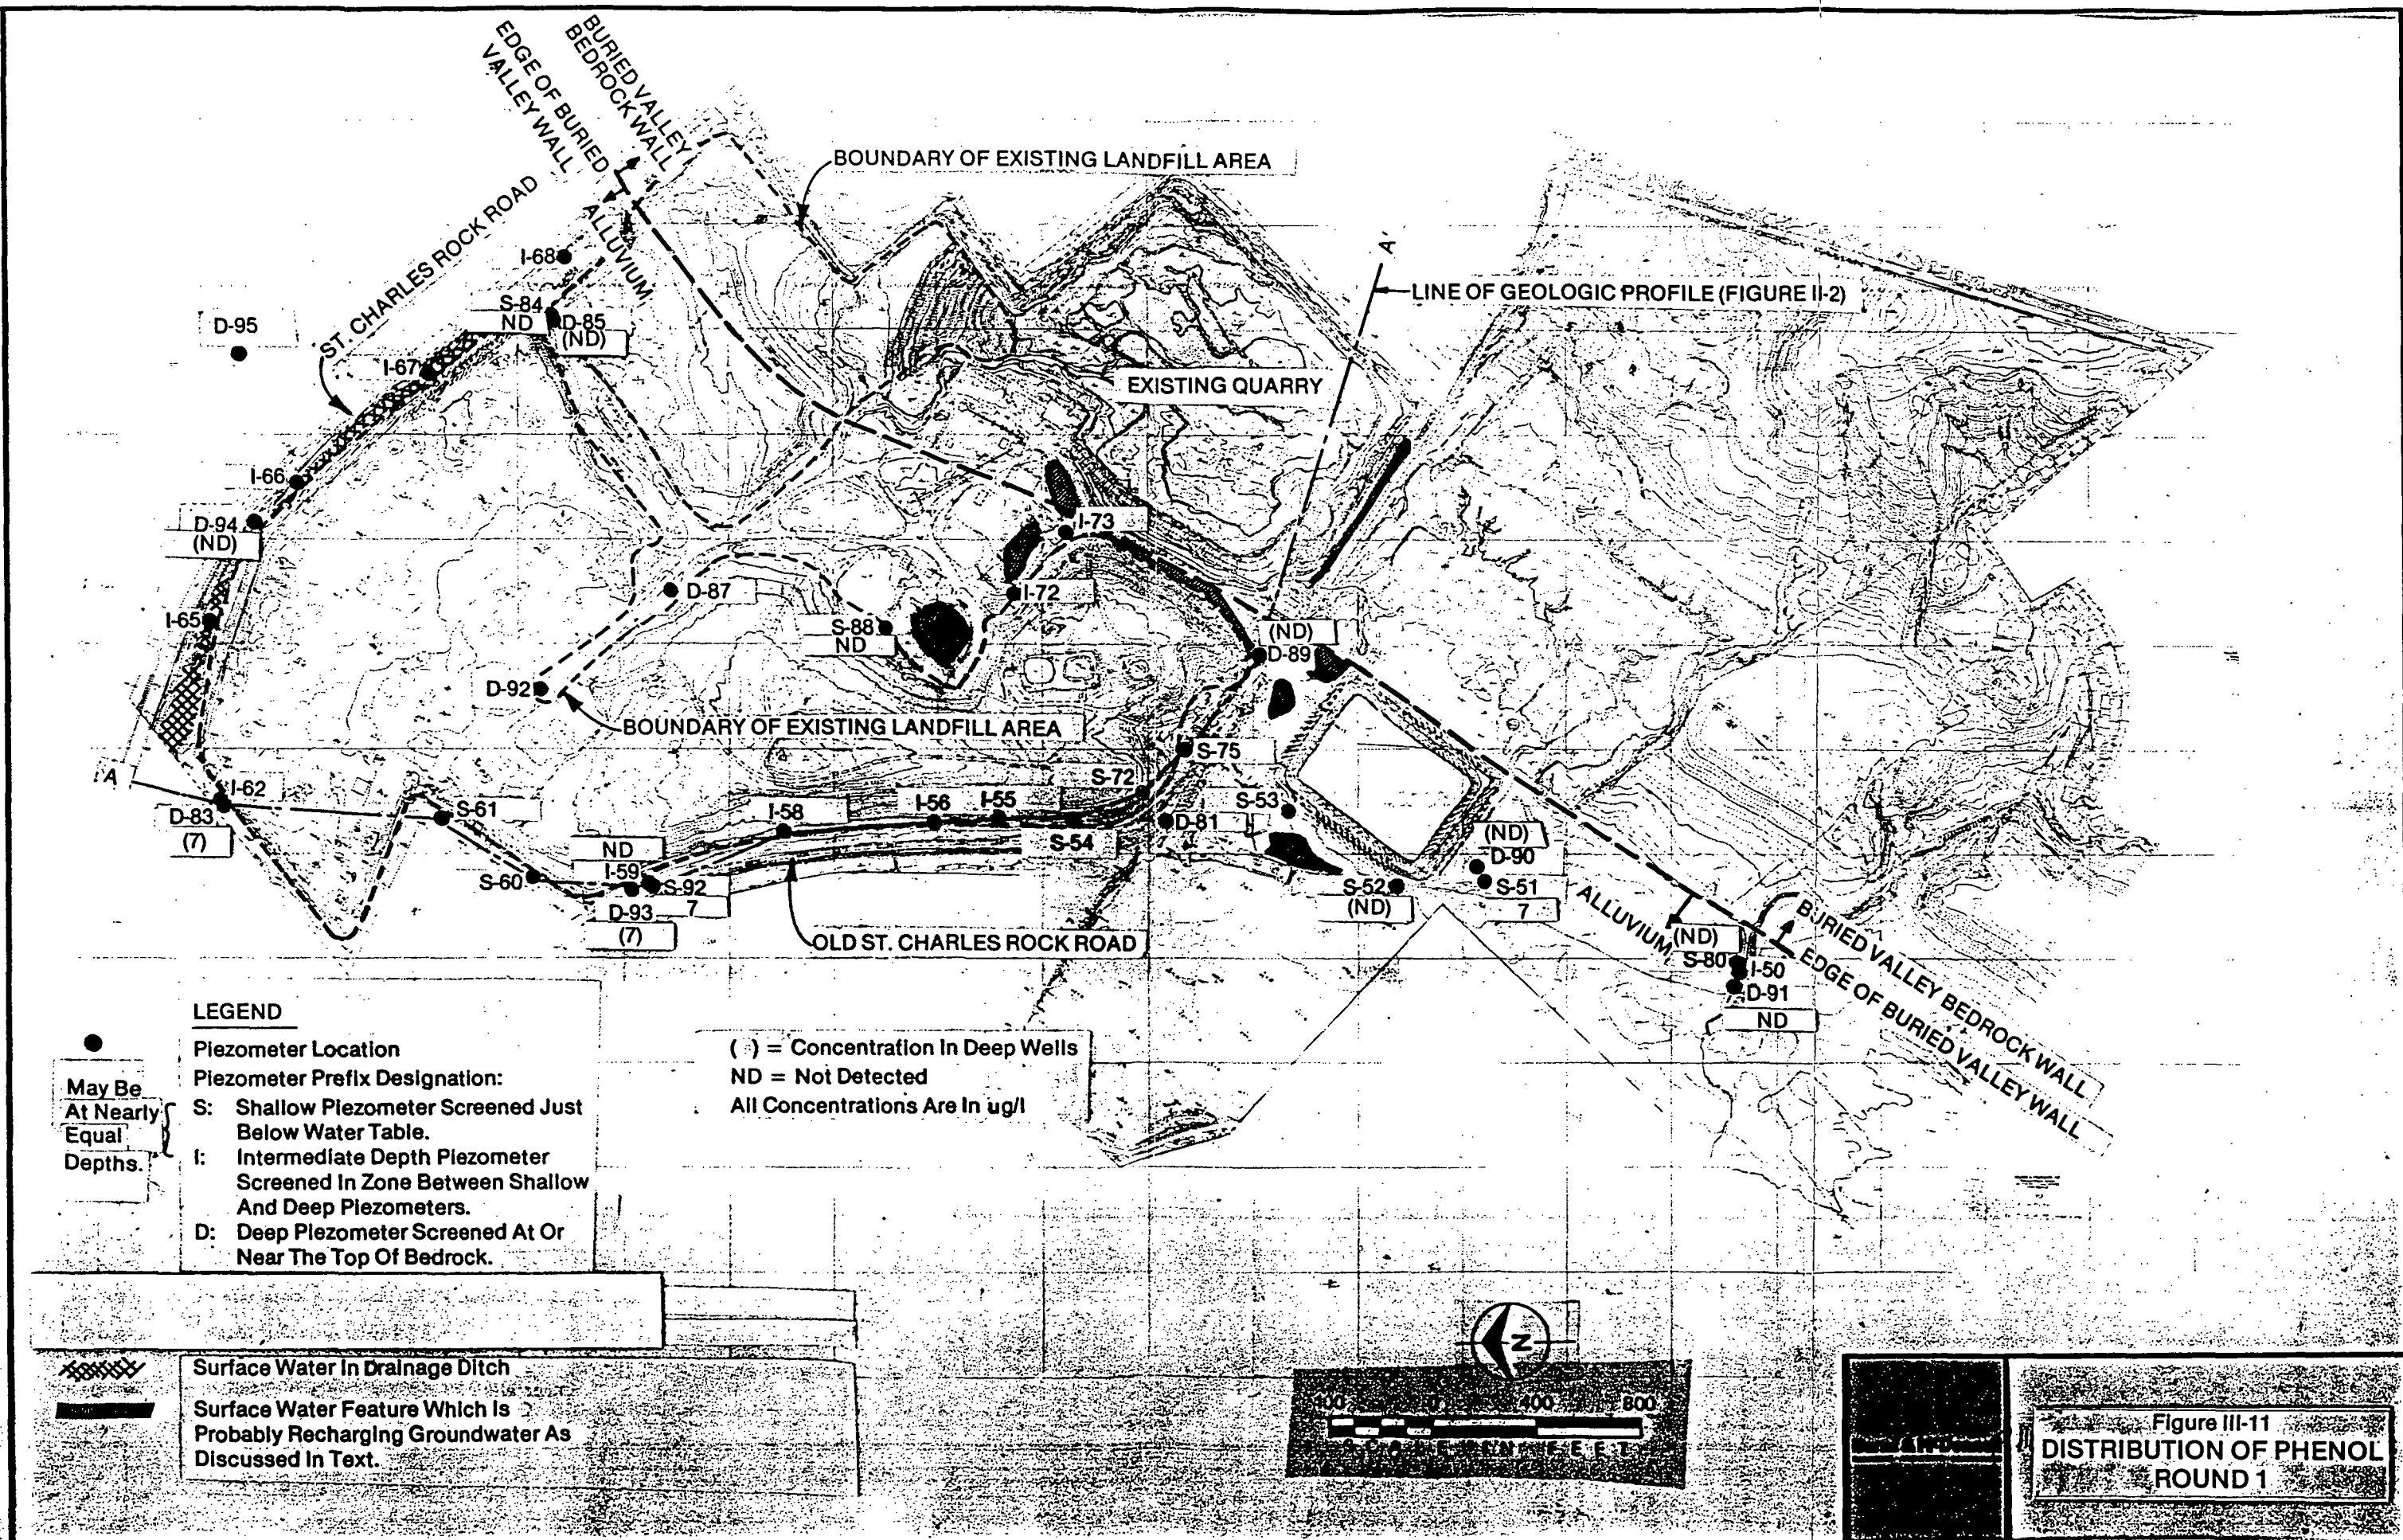 BURIED VALLEY
BEDROCK WALL
EDGE OF BURIED
VALLEY WALL
ALLUVIUM
ST. CHARLES ROCK ROAD
BOUNDARY OF EXISTING LANDFILL AREA
A'
LINE OF GEOLOGIC PROFILE (FIGURE II-2)
EXISTING QUARRY
I-68
S-84
ND
D-85
(ND)
D-95
I-67
I-66
D-94
(ND)
I-65
I-73
I-72
D-87
S-88
ND
(ND)
D-89
D-92
BOUNDARY OF EXISTING LANDFILL AREA
S-75
S-72
A
I-62
D-83
(7)
S-61
I-58
I-56
I-55
S-54
D-81
S-53
ND
I-59
S-60
S-92
7
D-93
(7)
OLD ST. CHARLES ROCK ROAD
(ND)
D-90
S-51
7
S-52
(ND)
ALLUVIUM
(ND)
S-80
I-50
D-91
ND
BURIED VALLEY BEDROCK WALL
EDGE OF BURIED VALLEY WALL
LEGEND
Piezometer Location
Piezometer Prefix Designation:
May Be
At Nearly
Equal
Depths.
S: Shallow Piezometer Screened Just
Below Water Table.
I: Intermediate Depth Piezometer
Screened In Zone Between Shallow
And Deep Piezometers.
D: Deep Piezometer Screened At Or
Near The Top Of Bedrock.
( ) = Concentration In Deep Wells
ND = Not Detected
All Concentrations Are In ug/l
Surface Water In Drainage Ditch
Surface Water Feature Which Is
Probably Recharging Groundwater As
Discussed In Text.
N
400 0 400 800
SCALE IN FEET
Figure III-11
DISTRIBUTION OF PHENOL
ROUND 1